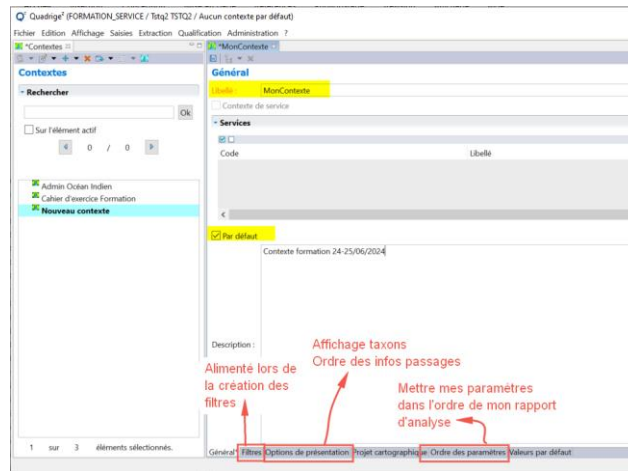 Quadrige² (FORMATION_SERVICE / Tstq2 TSTQ2 / Aucun contexte par défaut)
Fichier Edition Affichage Saisies Extraction Qualification Administration ?
*Contextes
*MonContexte
Contextes
Général
Rechercher
Libellé :
MonContexte
Ok
Contexte de service
Sur l'élément actif
Services
0 / 0
Code
Libellé
Admin Océan Indien
Cahier d'exercice Formation
Nouveau contexte
Par défaut
Contexte formation 24-25/06/2024
Description :
Alimenté lors de
la création des
filtres
Affichage taxons
Ordre des infos passages
Mettre mes paramètres
dans l'ordre de mon rapport
d'analyse
1 sur 3 éléments sélectionnés.
Général* Filtres Options de présentation Projet cartographique Ordre des paramètres Valeurs par défaut